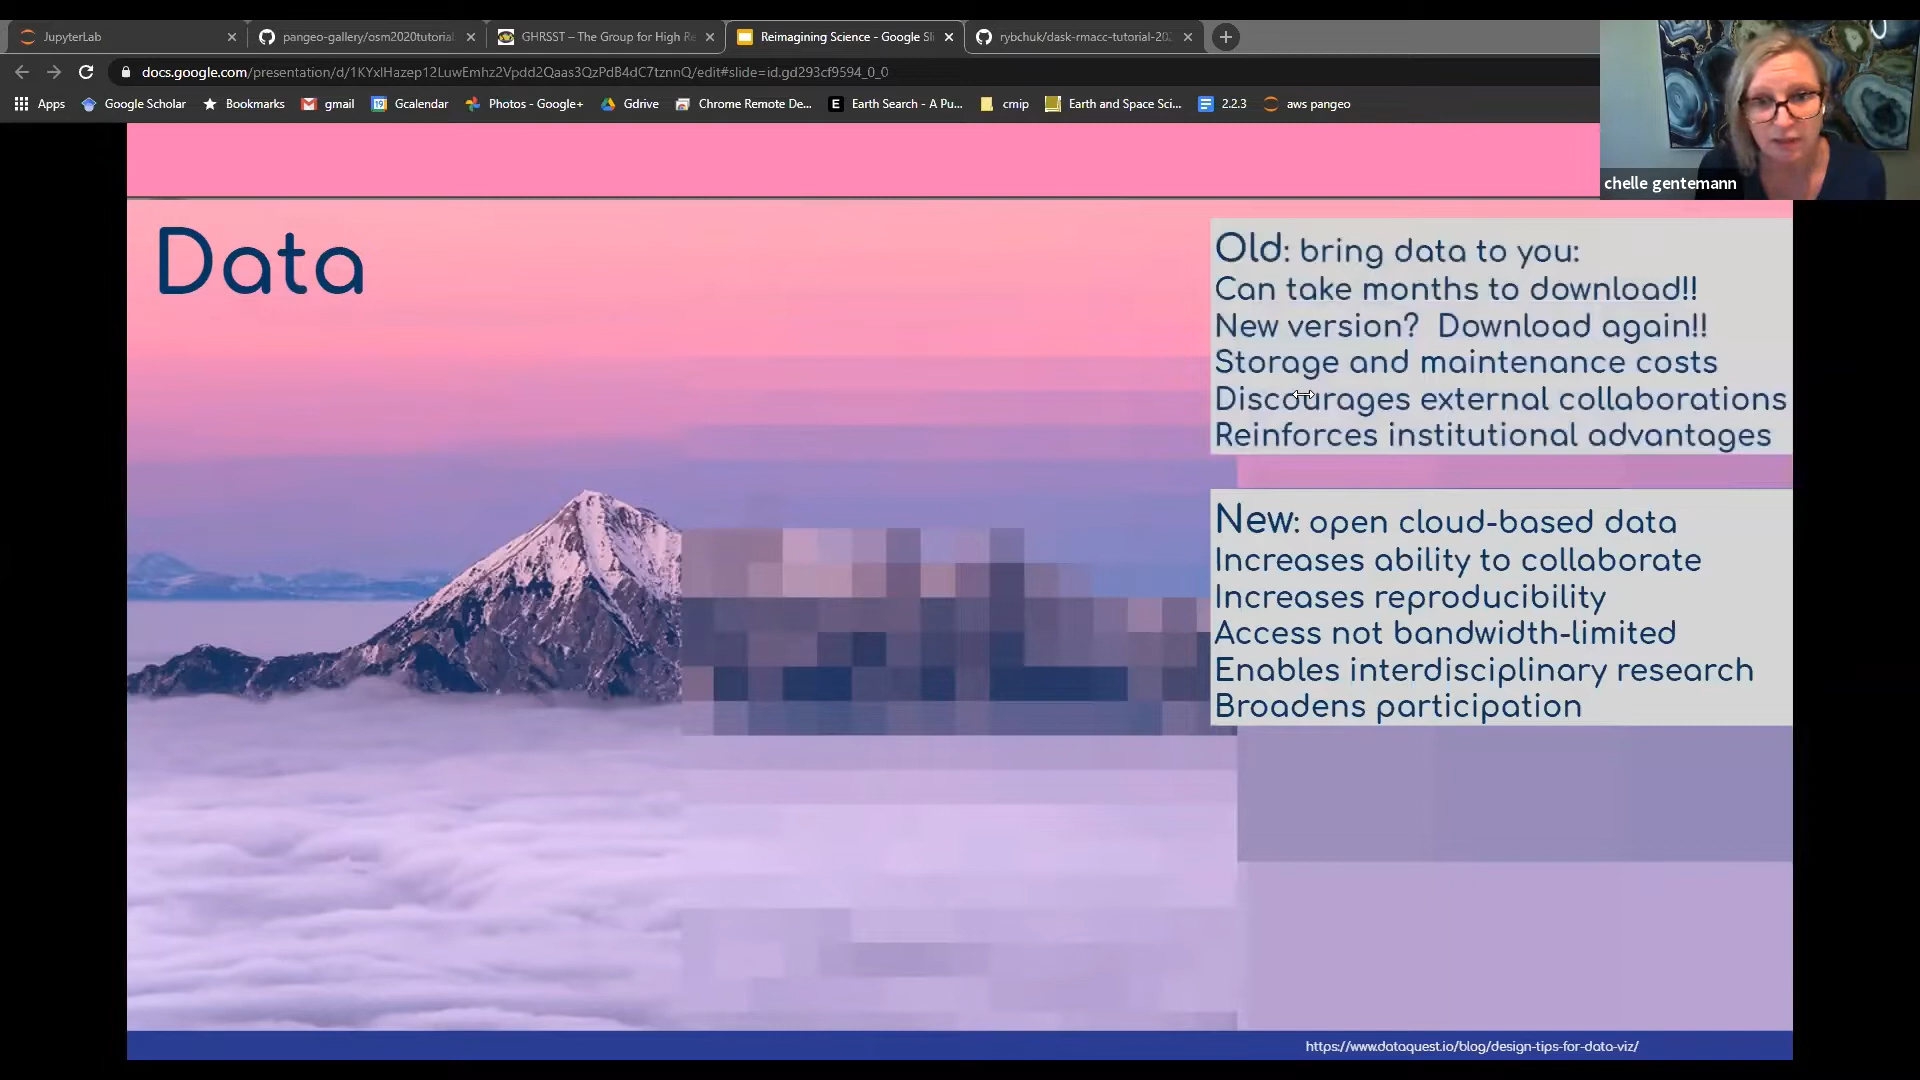 JupyterLab
pangeo-gallery/osm2020tutorial
GHRSST – The Group for High Re
Reimagining Science - Google Sli
rybchuk/dask-rmacc-tutorial-202
docs.google.com/presentation/d/1KYxlHazep12LuwEmhz2Vpdd2Qaas3QzPdB4dC7tznnQ/edit#slide=id.gd293cf9594_0_0
Apps
Google Scholar
Bookmarks
gmail
Gcalendar
Photos - Google+
Gdrive
Chrome Remote De...
Earth Search - A Pu...
cmip
Earth and Space Sci...
2.2.3
aws pangeo
chelle gentemann
Data
Old: bring data to you:
Can take months to download!!
New version? Download again!!
Storage and maintenance costs
Discourages external collaborations
Reinforces institutional advantages
New: open cloud-based data
Increases ability to collaborate
Increases reproducibility
Access not bandwidth-limited
Enables interdisciplinary research
Broadens participation
https://www.dataquest.io/blog/design-tips-for-data-viz/